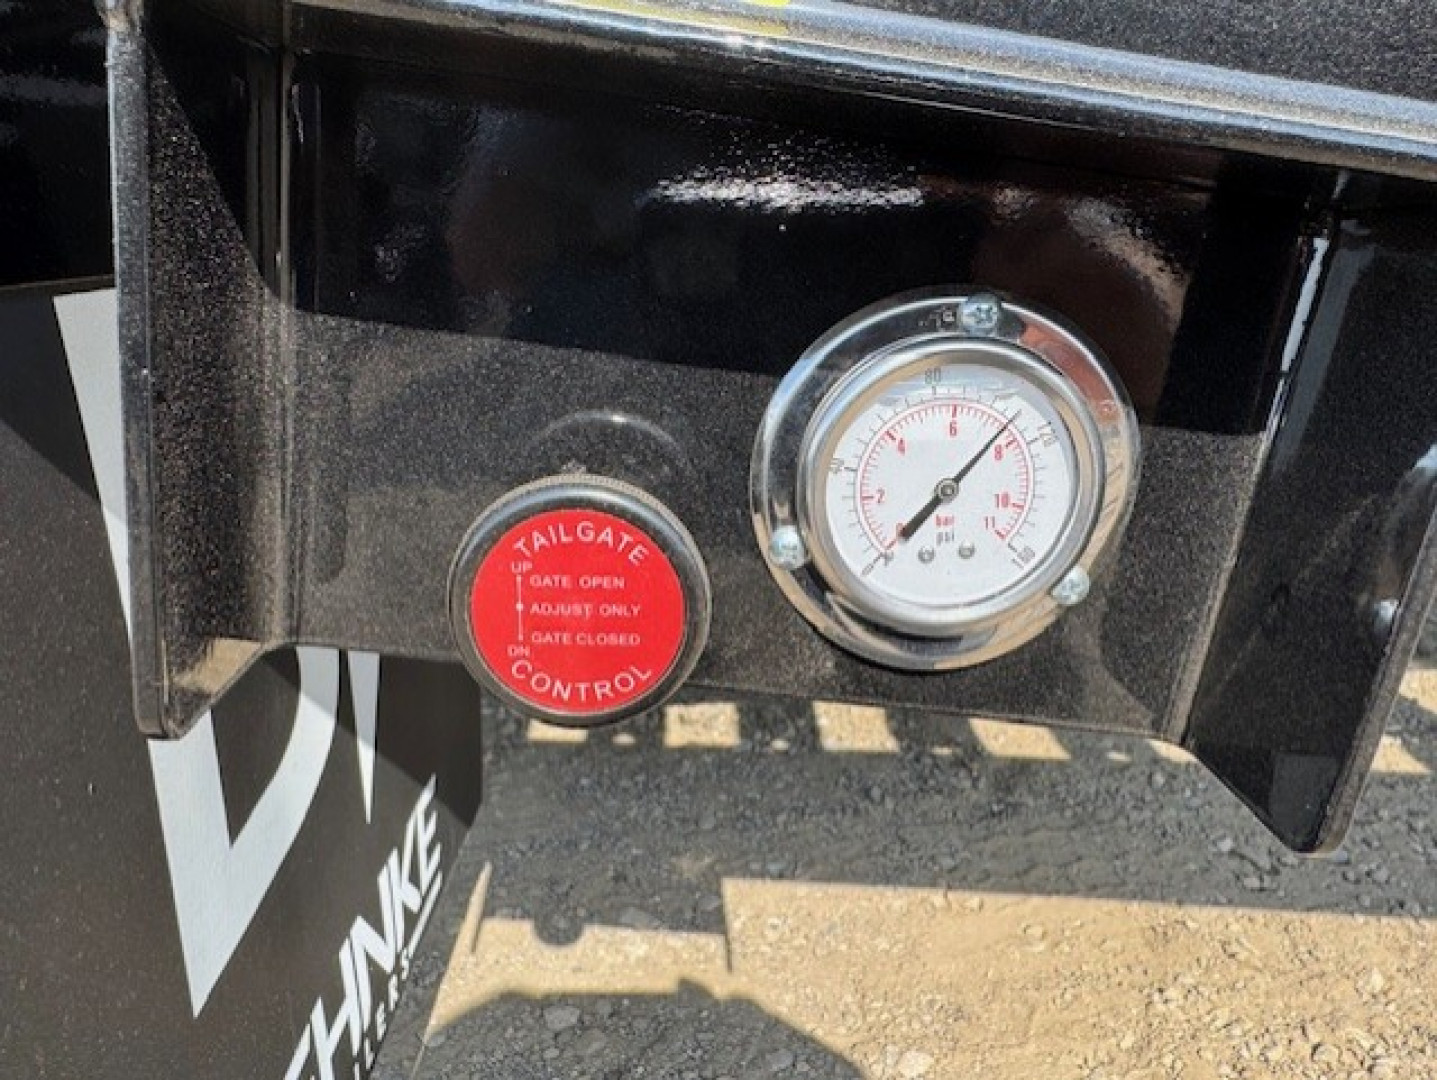 TAILGATE
UP
GATE OPEN
ADJUST ONLY
GATE CLOSED
DN
CONTROL
0
40
80
120
160
0
2
4
6
8
10
11
bar
psi